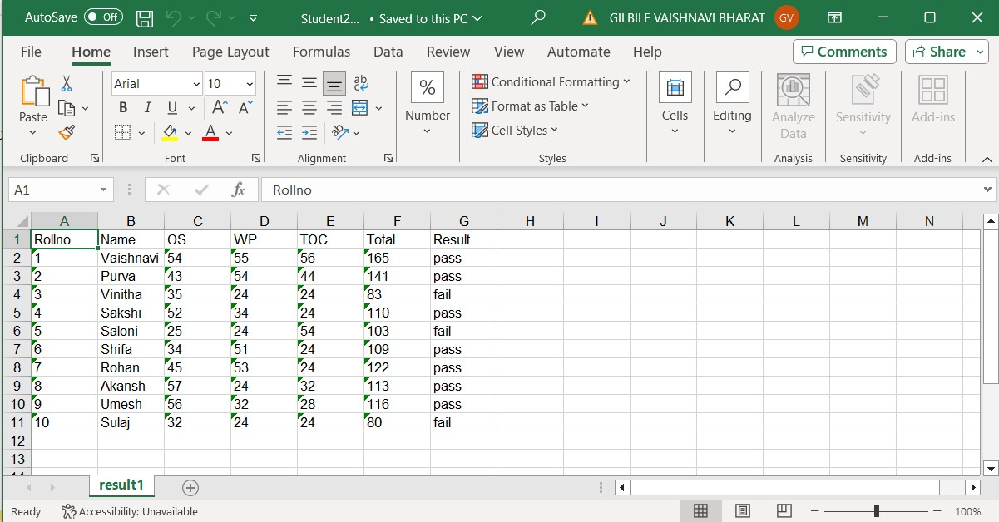 AutoSave Off Student2... • Saved to this PC GILBILE VAISHNAVI BHARAT GV
File Home Insert Page Layout Formulas Data Review View Automate Help Comments Share
Paste
Clipboard
Arial 10
B I U A A
A
Font
ab
Alignment
%
Number
Conditional Formatting
Format as Table
Cell Styles
Styles
Cells
Editing
Analyze
Data
Analysis
Sensitivity
Sensitivity
Add-ins
Add-ins
A1 fx Rollno
A B C D E F G H I J K L M N
1 Rollno Name OS WP TOC Total Result
2 1 Vaishnavi 54 55 56 165 pass
3 2 Purva 43 54 44 141 pass
4 3 Vinitha 35 24 24 83 fail
5 4 Sakshi 52 34 24 110 pass
6 5 Saloni 25 24 54 103 fail
7 6 Shifa 34 51 24 109 pass
8 7 Rohan 45 53 24 122 pass
9 8 Akansh 57 24 32 113 pass
10 9 Umesh 56 32 28 116 pass
11 10 Sulaj 32 24 24 80 fail
12
13
result1
Ready Accessibility: Unavailable 100%